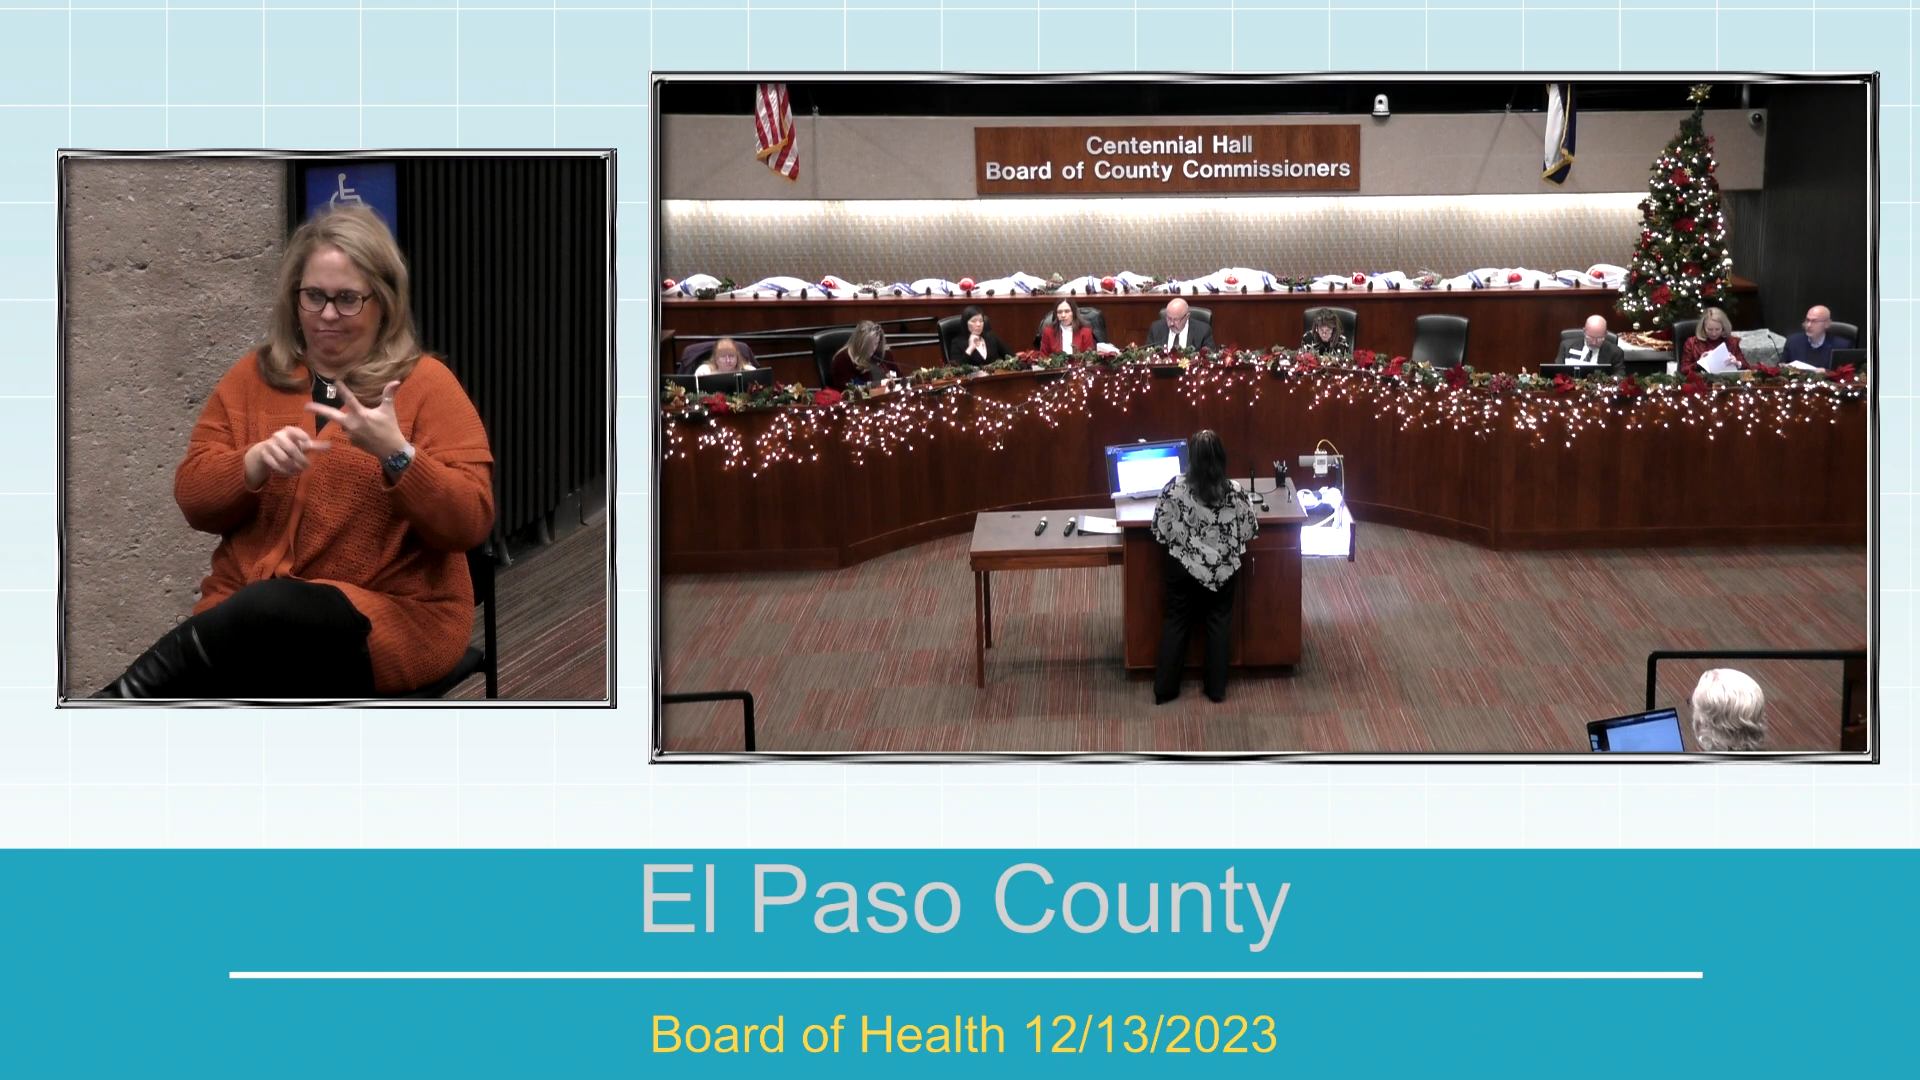 Centennial Hall
Board of County Commissioners
El Paso County
Board of Health 12/13/2023